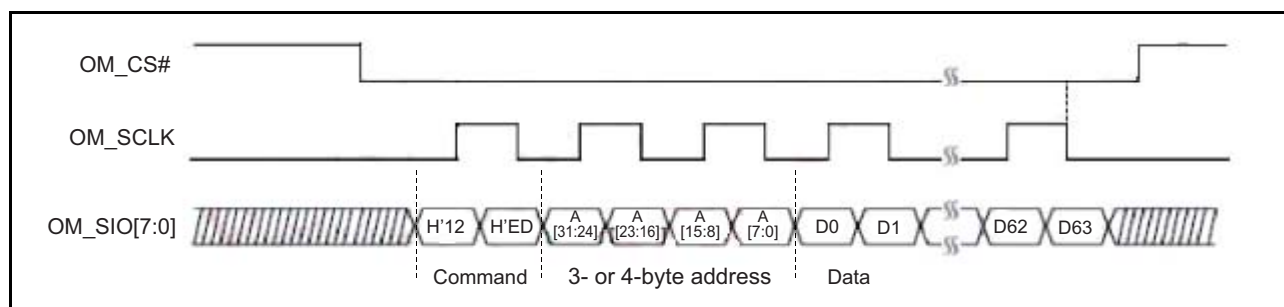 OM_CS#
OM_SCLK
OM_SIO[7:0]
H'12
H'ED
A
[31:24]
A
[23:16]
A
[15:8]
A
[7:0]
D0
D1
D62
D63
Command
3- or 4-byte address
Data